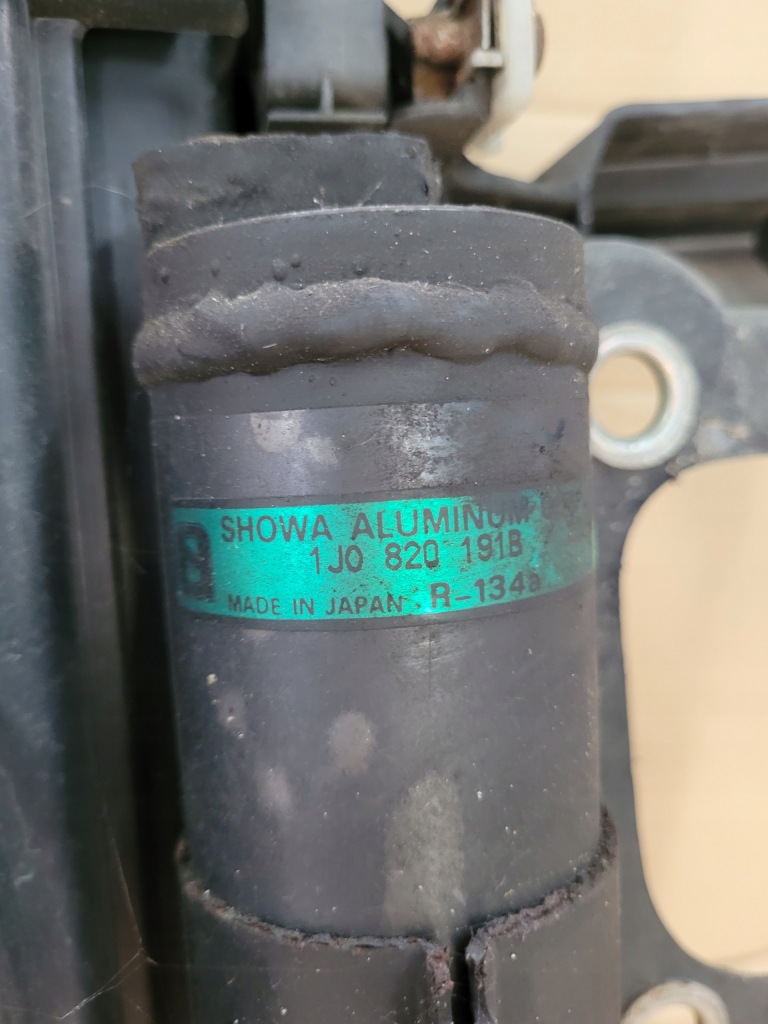 SHOWA ALUMINUM
1J0 820 191B
MADE IN JAPAN R-134a